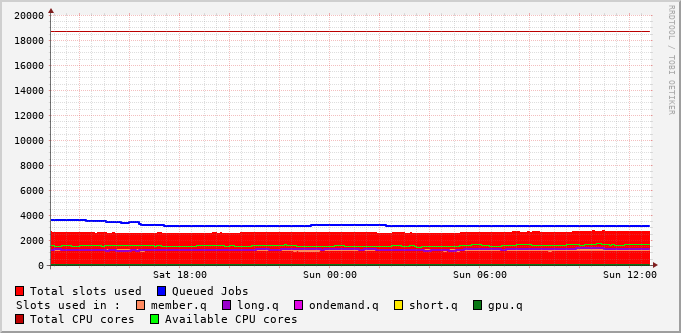 RRDTOOL / TOBI OETIKER
20000
18000
16000
14000
12000
10000
8000
6000
4000
2000
0
Sat 18:00 Sun 00:00 Sun 06:00 Sun 12:00
Total slots used Queued Jobs
Slots used in : member.q long.q ondemand.q short.q gpu.q
Total CPU cores Available CPU cores